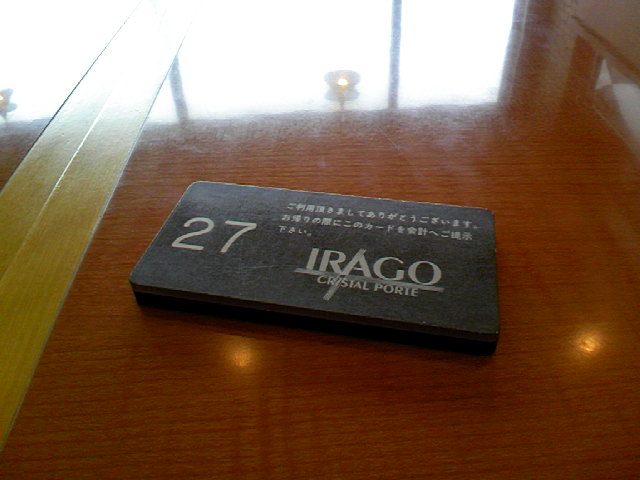 27
ご利用頂きましてありがとうございます。
お帰りの際にこのカードを会計へご提示
下さい。
IRAGO
CRISTAL PORTE